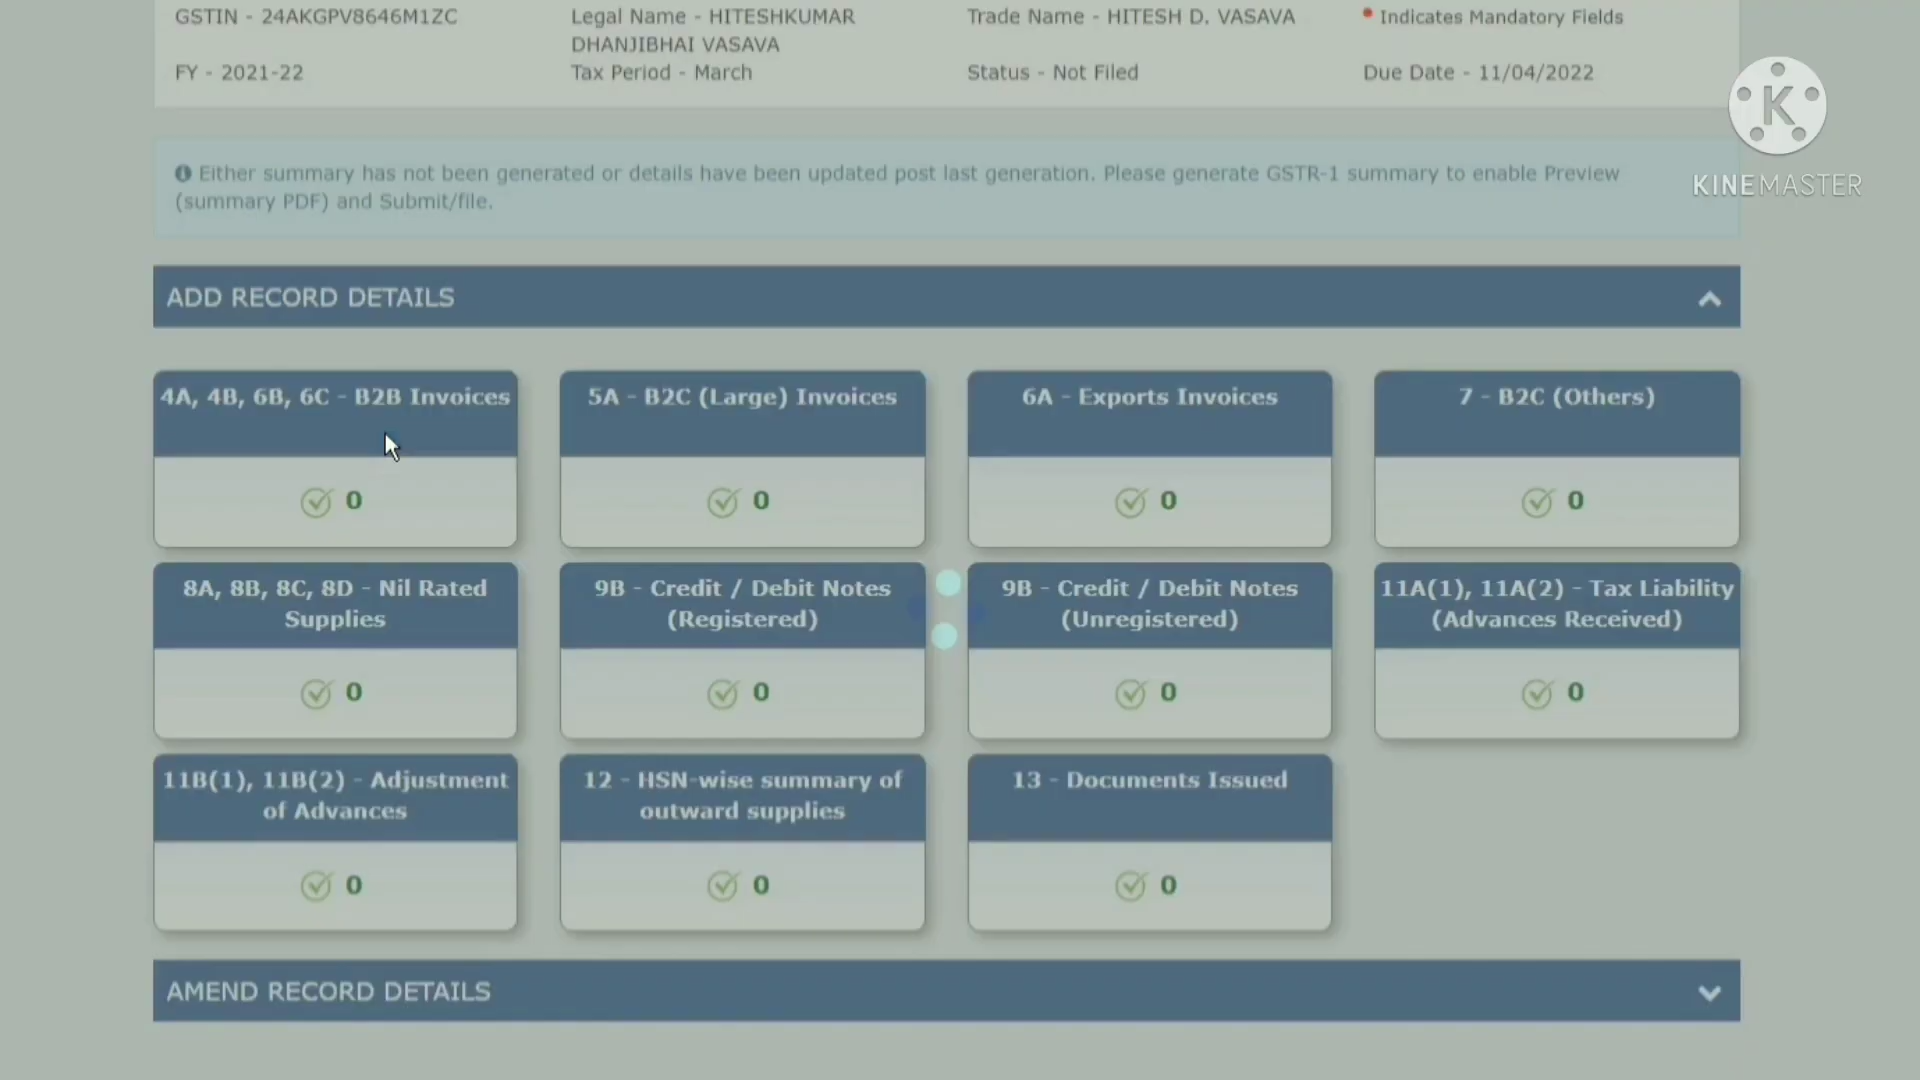 GSTIN - 24AKGPV8646M1ZC
Legal Name - HITESHKUMAR
DHANJIBHAI VASAVA
Trade Name - HITESH D. VASAVA
Indicates Mandatory Fields
FY - 2021-22
Tax Period - March
Status - Not Filed
Due Date - 11/04/2022
K
KINEMASTER
Either summary has not been generated or details have been updated post last generation. Please generate GSTR-1 summary to enable Preview
(summary PDF) and Submit/file.
ADD RECORD DETAILS
4A, 4B, 6B, 6C - B2B Invoices
0
5A - B2C (Large) Invoices
0
6A - Exports Invoices
0
7 - B2C (Others)
0
8A, 8B, 8C, 8D - Nil Rated
Supplies
0
9B - Credit / Debit Notes
(Registered)
0
9B - Credit / Debit Notes
(Unregistered)
0
11A(1), 11A(2) - Tax Liability
(Advances Received)
0
11B(1), 11B(2) - Adjustment
of Advances
0
12 - HSN-wise summary of
outward supplies
0
13 - Documents Issued
0
AMEND RECORD DETAILS